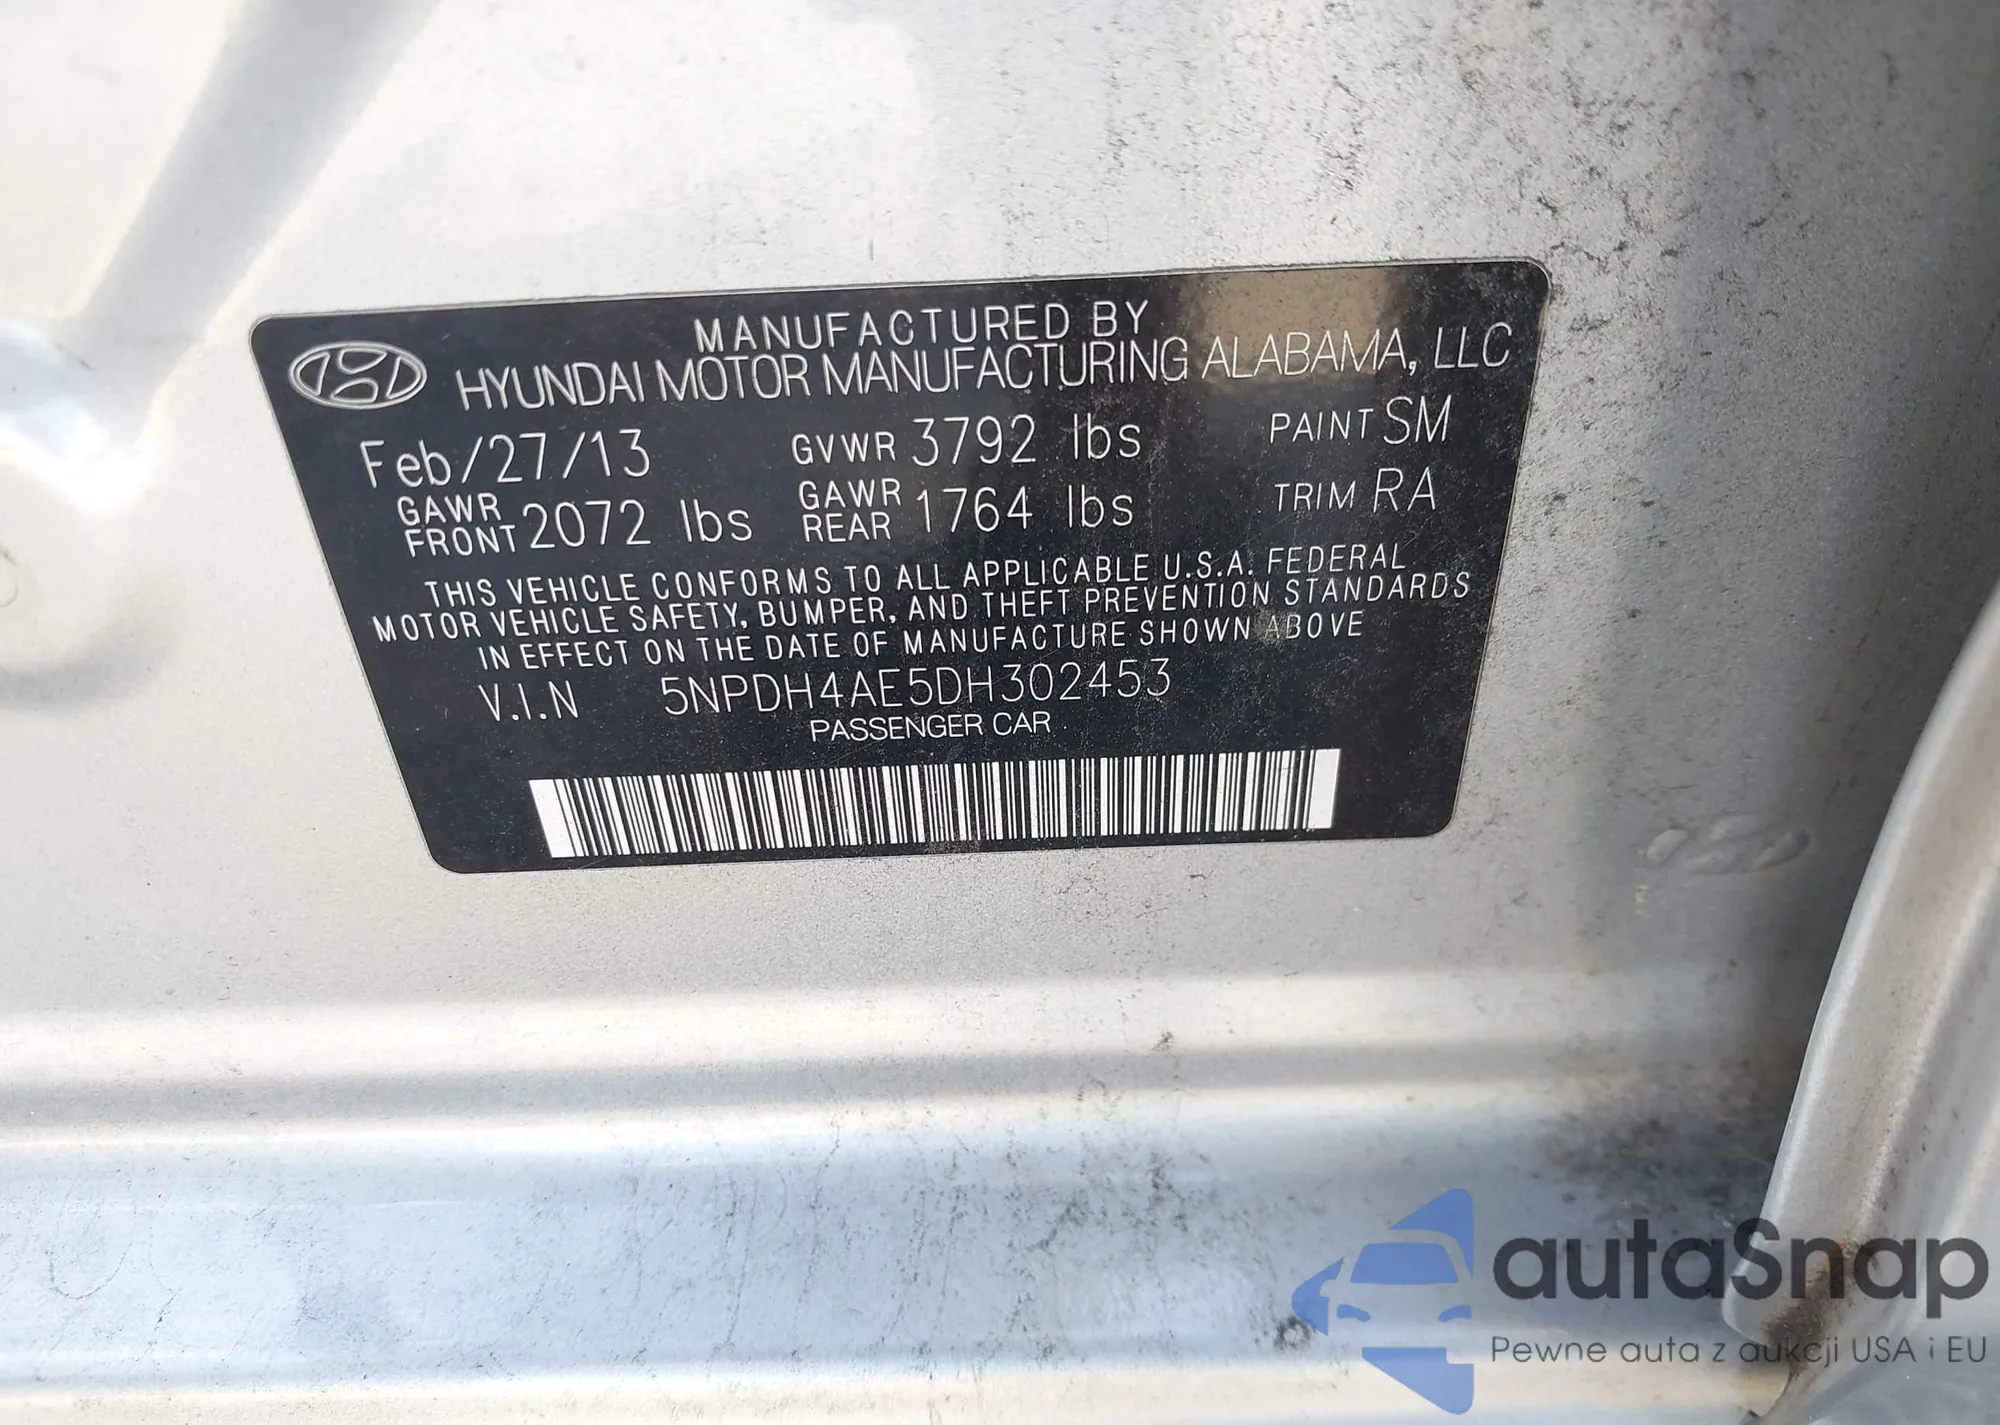 MANUFACTURED BY
HYUNDAI MOTOR MANUFACTURING ALABAMA, LLC
Feb/27/13 GVWR 3792 lbs PAINT SM
GAWR FRONT 2072 lbs GAWR REAR 1764 lbs TRIM RA
THIS VEHICLE CONFORMS TO ALL APPLICABLE U.S.A. FEDERAL
MOTOR VEHICLE SAFETY, BUMPER, AND THEFT PREVENTION STANDARDS
IN EFFECT ON THE DATE OF MANUFACTURE SHOWN ABOVE
V.I.N 5NPDH4AE5DH302453
PASSENGER CAR
autaSnap
Pewne auta z aukcji USA i EU